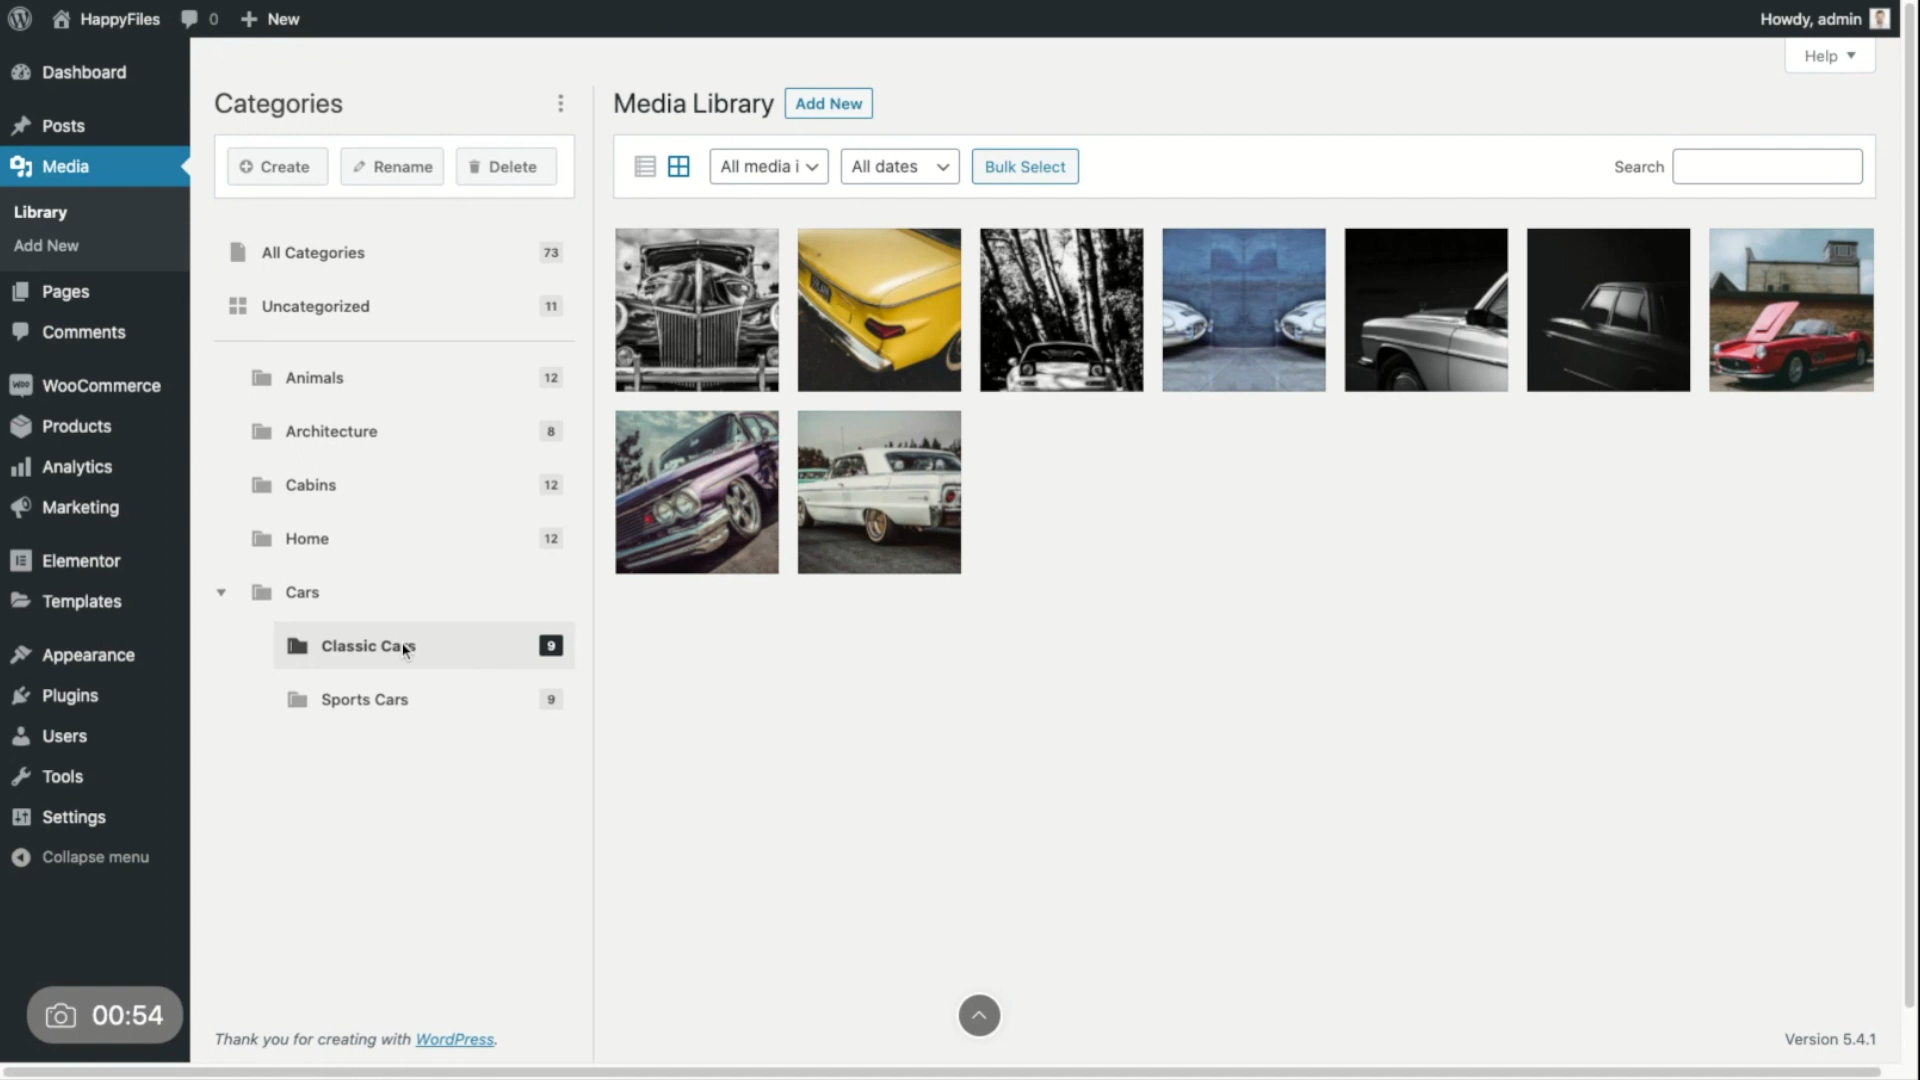 HappyFiles
0
New
Howdy, admin
Help
Dashboard
Posts
Media
Library
Add New
Pages
Comments
WooCommerce
Products
Analytics
Marketing
Elementor
Templates
Appearance
Plugins
Users
Tools
Settings
Collapse menu
00:54
Categories
Create
Rename
Delete
All Categories 73
Uncategorized 11
Animals 12
Architecture 8
Cabins 12
Home 12
Cars
Classic Cars 9
Sports Cars 9
Thank you for creating with WordPress.
Media Library
Add New
All media i
All dates
Bulk Select
Search
Version 5.4.1